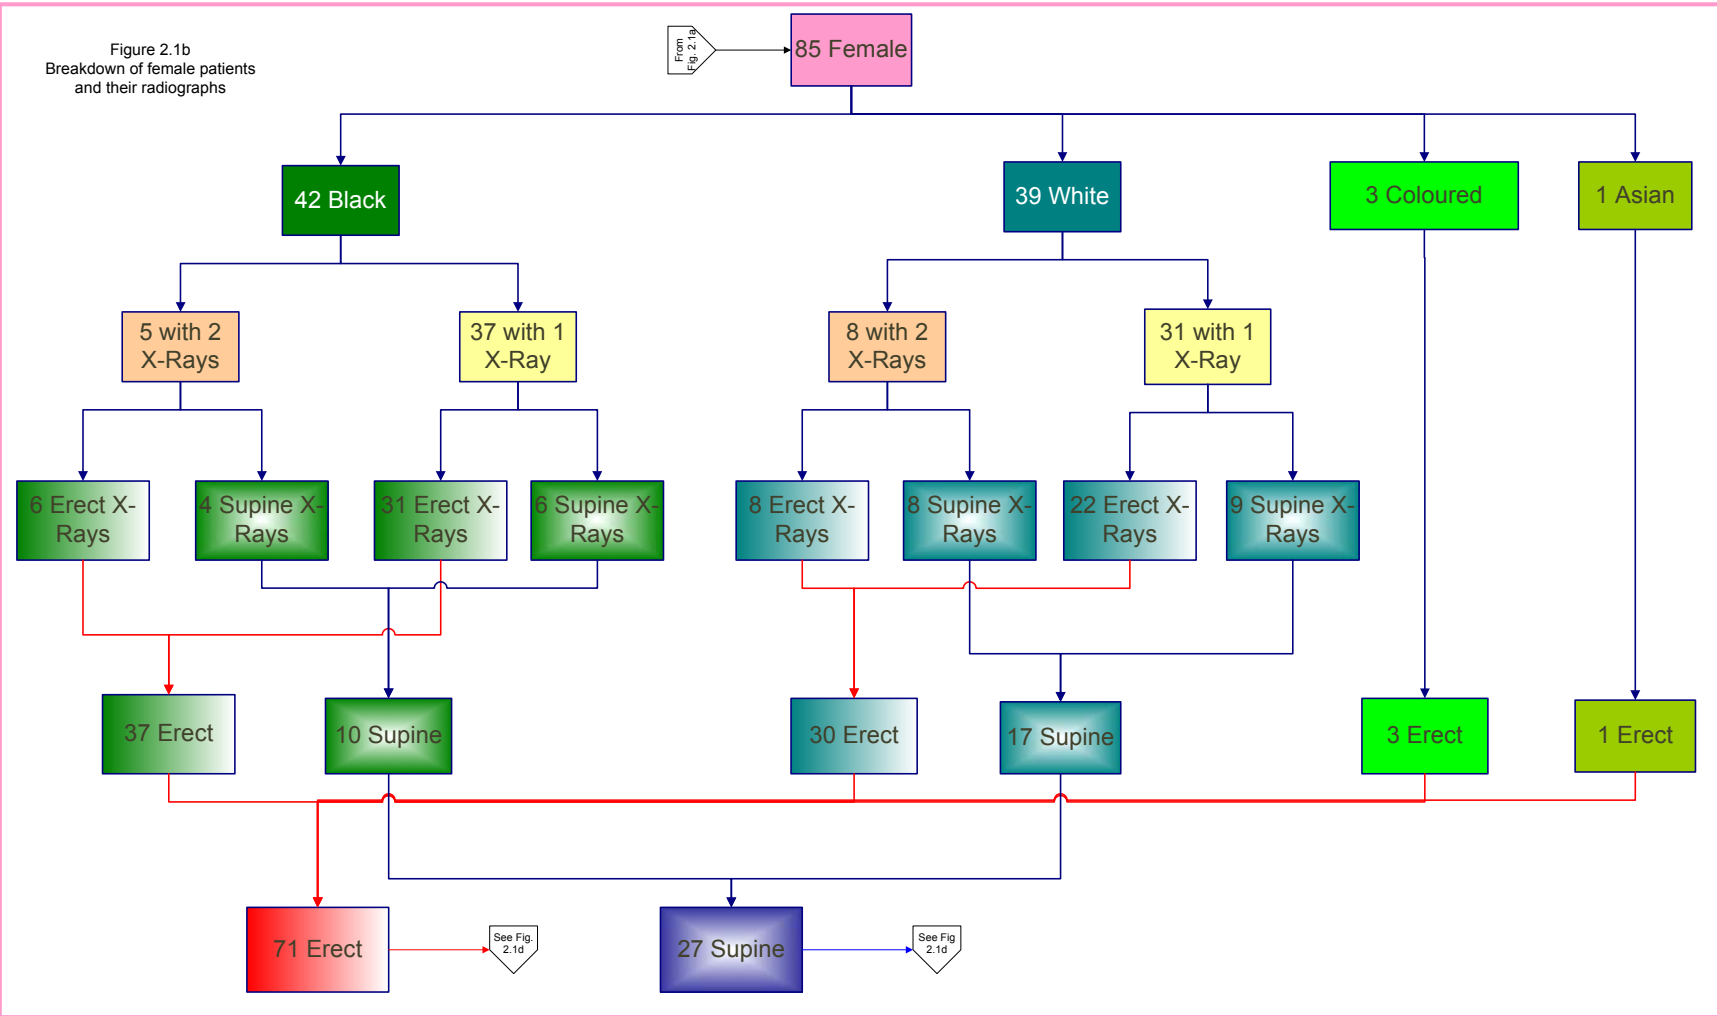 Figure 2.1b
Breakdown of female patients
and their radiographs
From
Fig. 2.1a
85 Female
42 Black
39 White
3 Coloured
1 Asian
5 with 2
X-Rays
37 with 1
X-Ray
8 with 2
X-Rays
31 with 1
X-Ray
6 Erect X-
Rays
4 Supine X-
Rays
31 Erect X-
Rays
6 Supine X-
Rays
8 Erect X-
Rays
8 Supine X-
Rays
22 Erect X-
Rays
9 Supine X-
Rays
37 Erect
10 Supine
30 Erect
17 Supine
3 Erect
1 Erect
71 Erect
See Fig.
2.1d
27 Supine
See Fig
2.1d